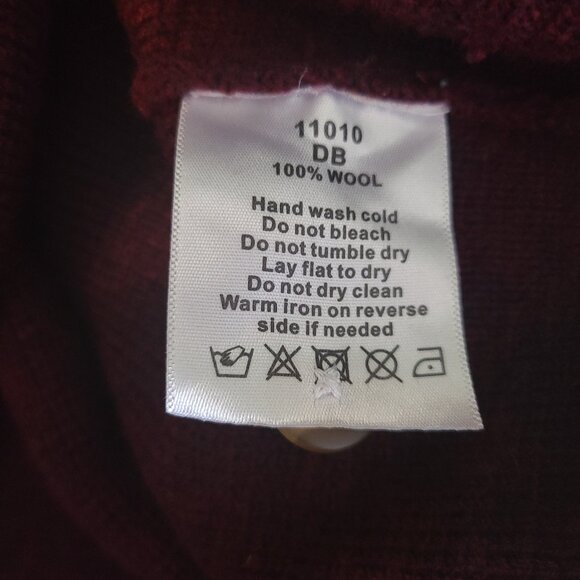 11010
DB
100% WOOL
Hand wash cold
Do not bleach
Do not tumble dry
Lay flat to dry
Do not dry clean
Warm iron on reverse
side if needed